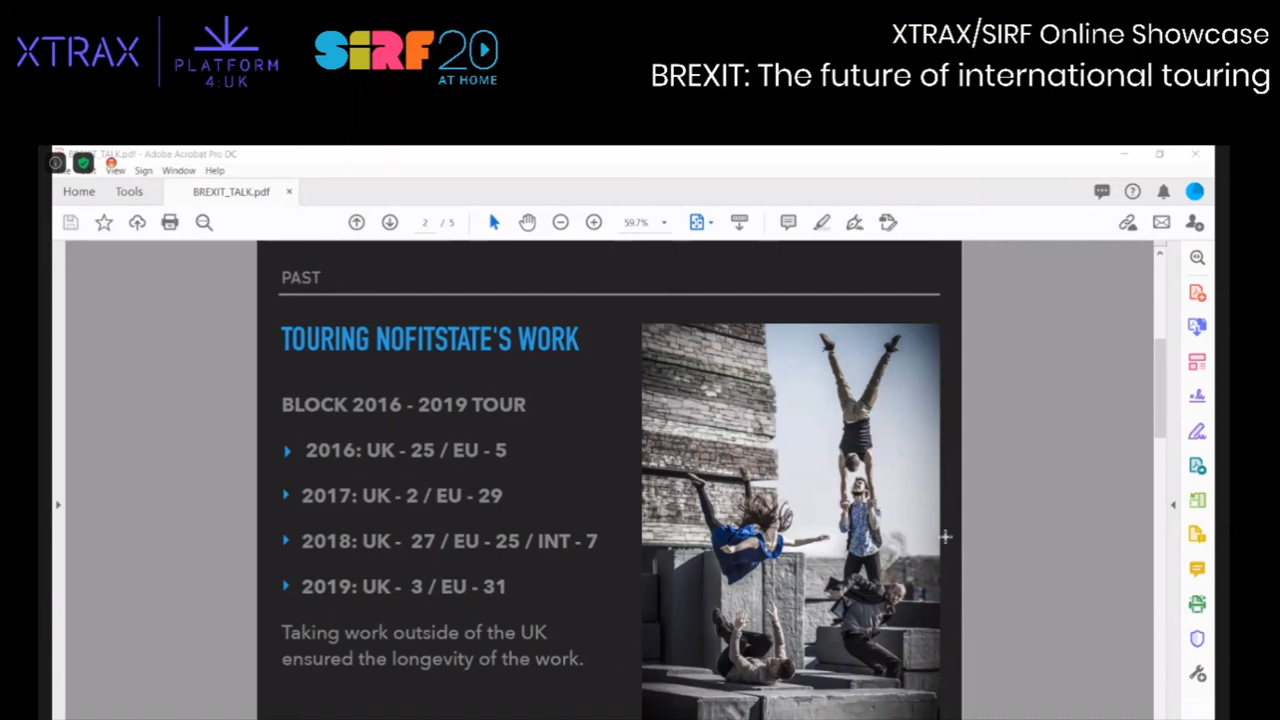 XTRAX
PLATFORM
4:UK
SiRF20
AT HOME
XTRAX/SIRF Online Showcase
BREXIT: The future of international touring
BREXIT_TALK.pdf - Adobe Acrobat Pro DC
View Sign Window Help
Home Tools BREXIT_TALK.pdf ×
2 / 5 59.7%
PAST
TOURING NOFITSTATE'S WORK
BLOCK 2016 - 2019 TOUR
2016: UK - 25 / EU - 5
2017: UK - 2 / EU - 29
2018: UK - 27 / EU - 25 / INT - 7
2019: UK - 3 / EU - 31
Taking work outside of the UK
ensured the longevity of the work.